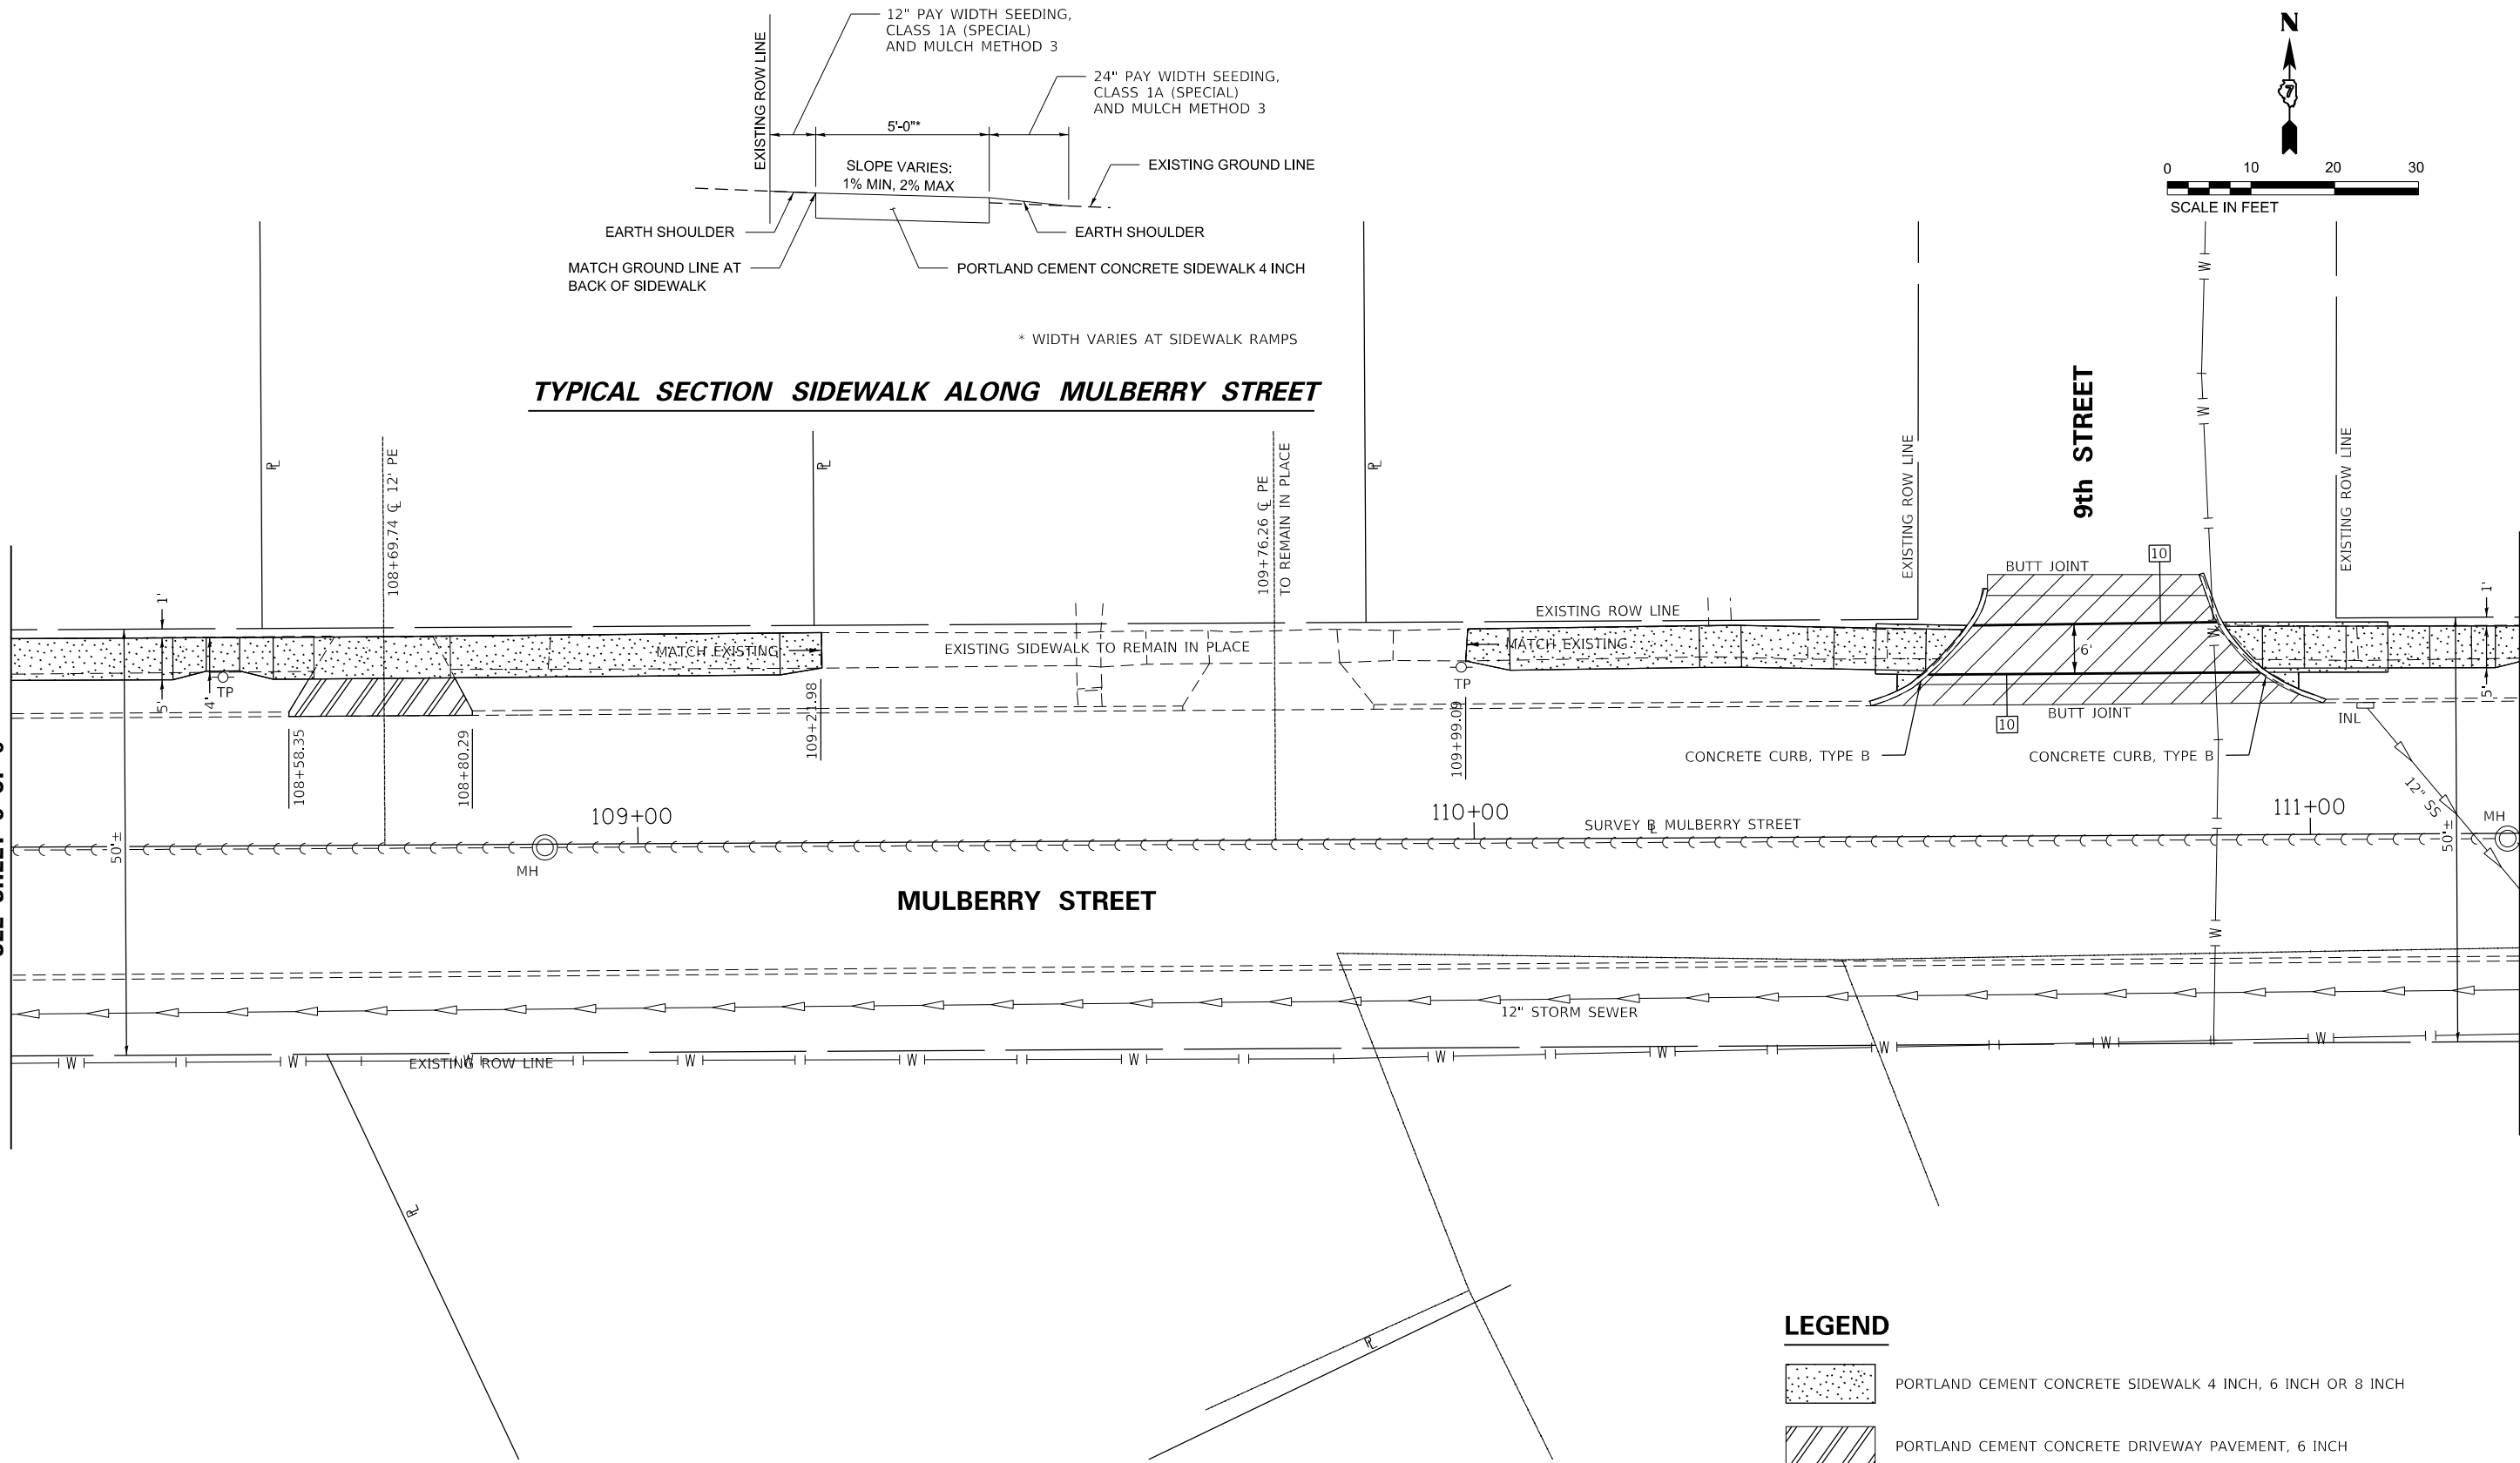 12" PAY WIDTH SEEDING,
CLASS 1A (SPECIAL)
AND MULCH METHOD 3
24" PAY WIDTH SEEDING,
CLASS 1A (SPECIAL)
AND MULCH METHOD 3
EXISTING ROW LINE
5'-0"*
SLOPE VARIES:
1% MIN, 2% MAX
EXISTING GROUND LINE
EARTH SHOULDER
EARTH SHOULDER
MATCH GROUND LINE AT
BACK OF SIDEWALK
PORTLAND CEMENT CONCRETE SIDEWALK 4 INCH
* WIDTH VARIES AT SIDEWALK RAMPS
TYPICAL SECTION SIDEWALK ALONG MULBERRY STREET
N
7
0 10 20 30
SCALE IN FEET
PL
108+69.74 CL 12' PE
PL
109+76.26 CL PE
TO REMAIN IN PLACE
PL
EXISTING ROW LINE
9th STREET
W
W
W
EXISTING ROW LINE
1'
5'
4'
TP
MATCH EXISTING
EXISTING SIDEWALK TO REMAIN IN PLACE
MATCH EXISTING
TP
EXISTING ROW LINE
BUTT JOINT
10
6'
10
BUTT JOINT
1'
5'
INL
CONCRETE CURB, TYPE B
CONCRETE CURB, TYPE B
108+58.35
108+80.29
109+21.98
109+99.09
12" SS
MH
50'±
109+00
110+00
111+00
SURVEY BL MULBERRY STREET
MH
50'±
MULBERRY STREET
W
12" STORM SEWER
W W W W W W W W W W W
EXISTING ROW LINE
PL
PL
LEGEND
PORTLAND CEMENT CONCRETE SIDEWALK 4 INCH, 6 INCH OR 8 INCH
PORTLAND CEMENT CONCRETE DRIVEWAY PAVEMENT, 6 INCH